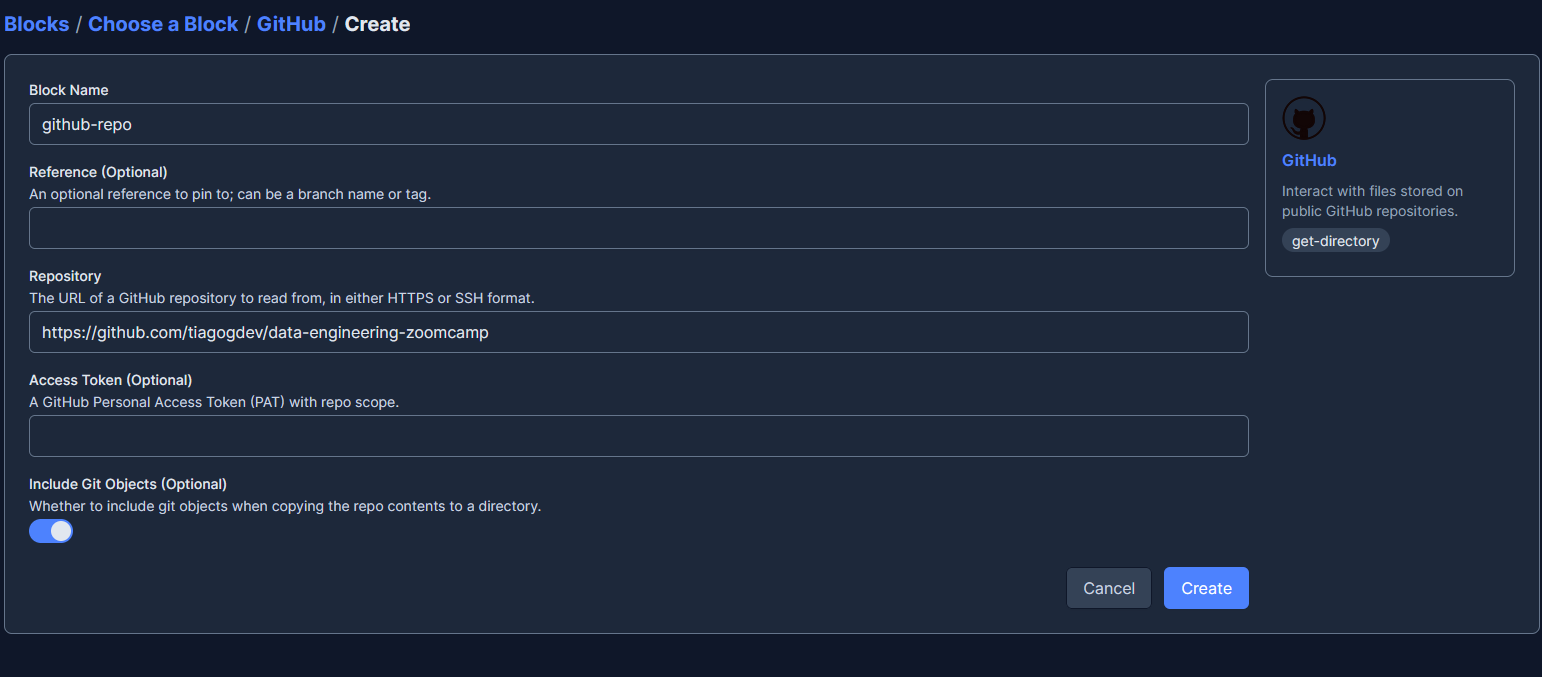 Blocks / Choose a Block / GitHub / Create
Block Name
github-repo
Reference (Optional)
An optional reference to pin to; can be a branch name or tag.
Repository
The URL of a GitHub repository to read from, in either HTTPS or SSH format.
https://github.com/tiagogdev/data-engineering-zoomcamp
Access Token (Optional)
A GitHub Personal Access Token (PAT) with repo scope.
Include Git Objects (Optional)
Whether to include git objects when copying the repo contents to a directory.
Cancel
Create
GitHub
Interact with files stored on
public GitHub repositories.
get-directory